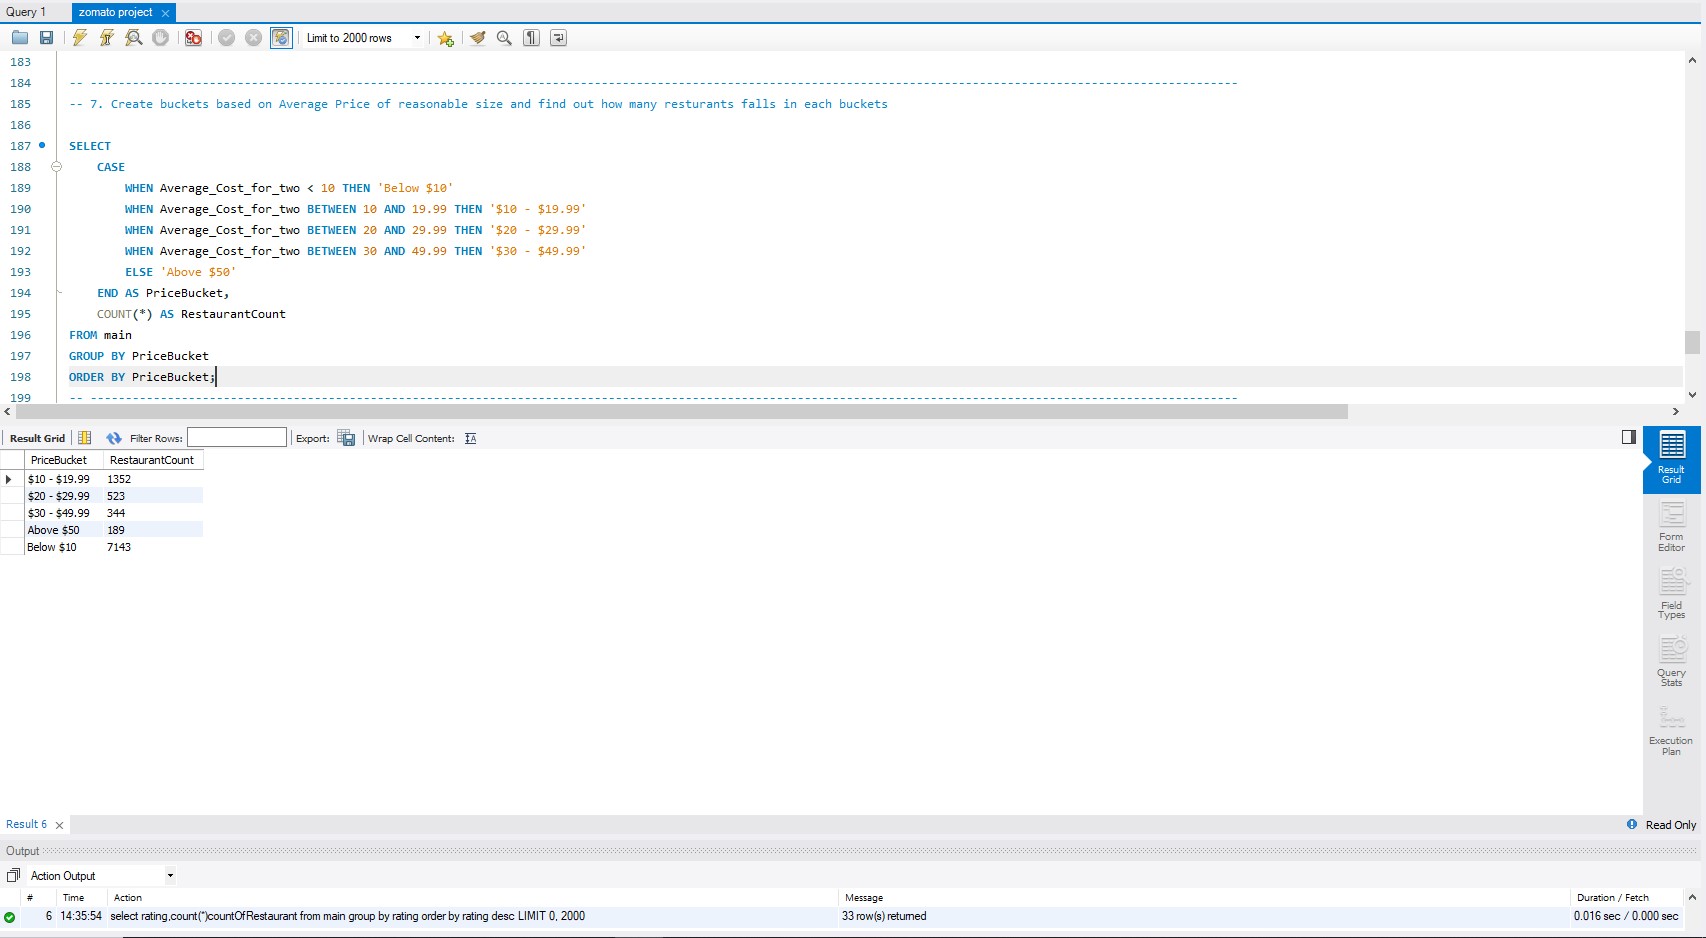 Query 1
zomato project
Limit to 2000 rows
183
184 -- ----------------------------------------------------------------------------------------------------------------------------------------------------------------
185 -- 7. Create buckets based on Average Price of reasonable size and find out how many resturants falls in each buckets
186
187 SELECT
188 CASE
189 WHEN Average_Cost_for_two < 10 THEN 'Below $10'
190 WHEN Average_Cost_for_two BETWEEN 10 AND 19.99 THEN '$10 - $19.99'
191 WHEN Average_Cost_for_two BETWEEN 20 AND 29.99 THEN '$20 - $29.99'
192 WHEN Average_Cost_for_two BETWEEN 30 AND 49.99 THEN '$30 - $49.99'
193 ELSE 'Above $50'
194 END AS PriceBucket,
195 COUNT(*) AS RestaurantCount
196 FROM main
197 GROUP BY PriceBucket
198 ORDER BY PriceBucket;
199 -- ----------------------------------------------------------------------------------------------------------------------------------------------------------------
Result Grid Filter Rows: Export: Wrap Cell Content:
PriceBucket RestaurantCount
$10 - $19.99 1352
$20 - $29.99 523
$30 - $49.99 344
Above $50 189
Below $10 7143
Result
Grid
Form
Editor
Field
Types
Query
Stats
Execution
Plan
Result 6
Read Only
Output
Action Output
# Time Action Message Duration / Fetch
6 14:35:54 select rating,count(*)countOfRestaurant from main group by rating order by rating desc LIMIT 0, 2000 33 row(s) returned 0.016 sec / 0.000 sec